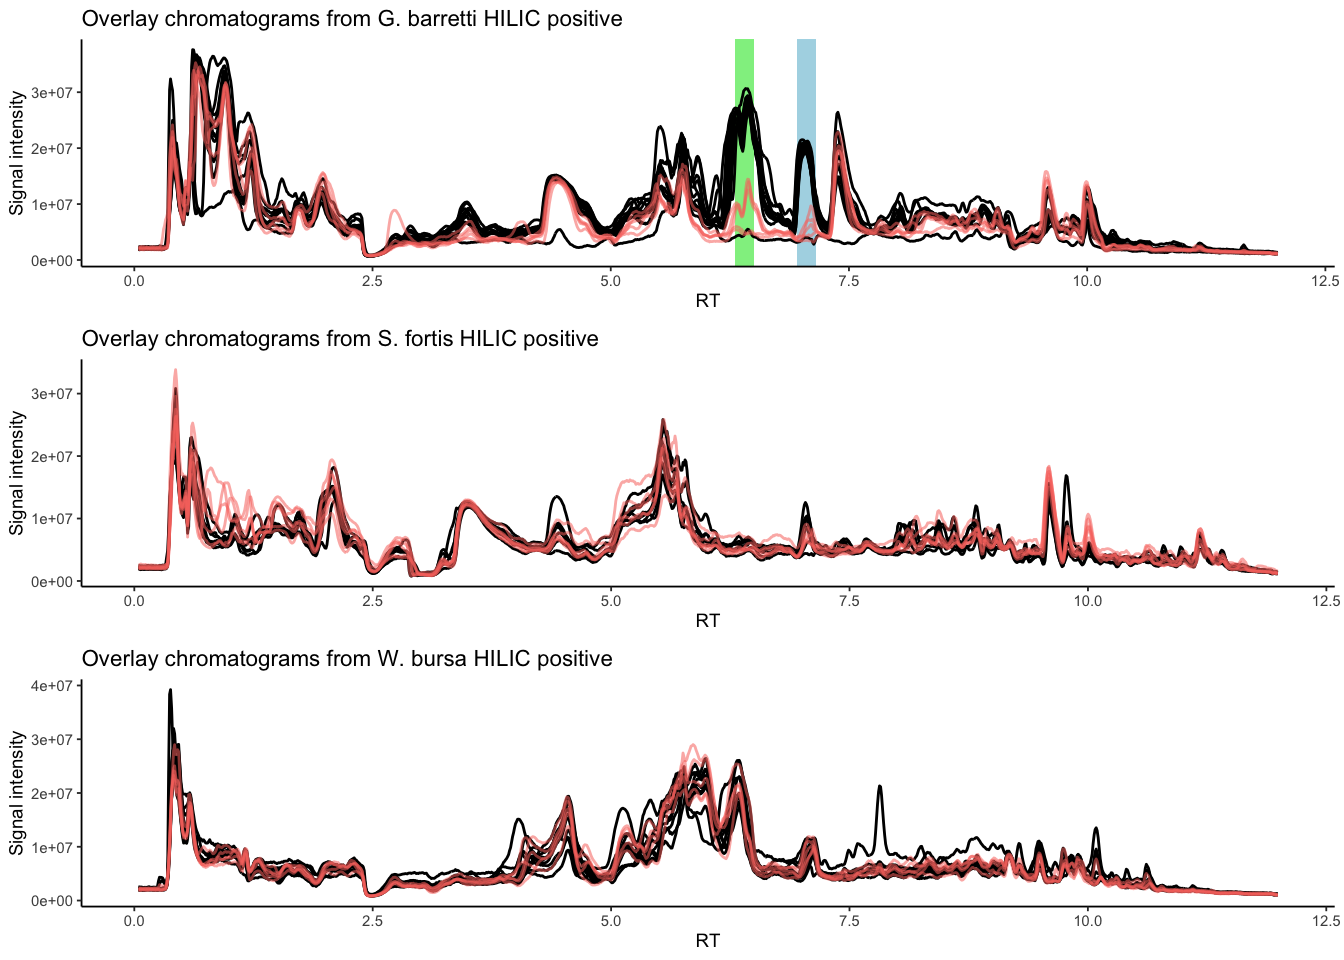 Overlay chromatograms from G. barretti HILIC positive
Signal intensity
3e+07
2e+07
1e+07
0e+00
0.0 2.5 5.0 7.5 10.0 12.5
RT
Overlay chromatograms from S. fortis HILIC positive
Signal intensity
3e+07
2e+07
1e+07
0e+00
0.0 2.5 5.0 7.5 10.0 12.5
RT
Overlay chromatograms from W. bursa HILIC positive
Signal intensity
4e+07
3e+07
2e+07
1e+07
0e+00
0.0 2.5 5.0 7.5 10.0 12.5
RT